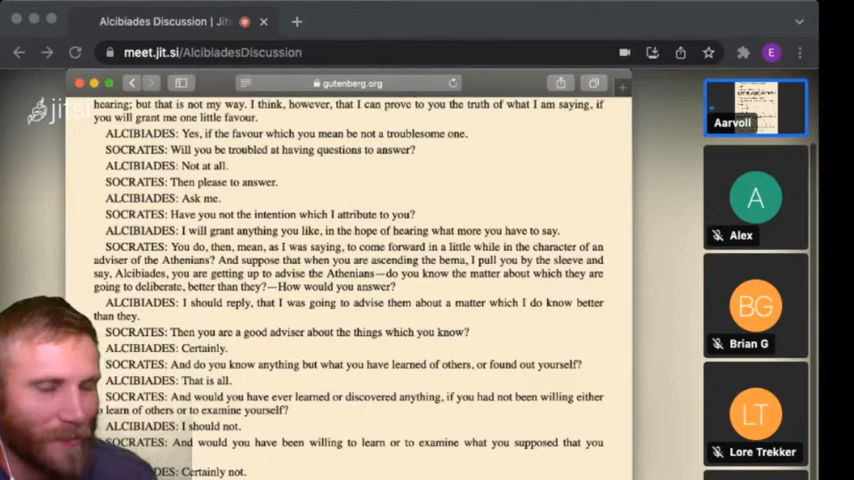 Alcibiades Discussion | Jits
meet.jit.si/AlcibiadesDiscussion
E
gutenberg.org
jitsi
hearing; but that is not my way. I think, however, that I can prove to you the truth of what I am saying, if
you will grant me one little favour.
ALCIBIADES: Yes, if the favour which you mean be not a troublesome one.
SOCRATES: Will you be troubled at having questions to answer?
ALCIBIADES: Not at all.
SOCRATES: Then please to answer.
ALCIBIADES: Ask me.
SOCRATES: Have you not the intention which I attribute to you?
ALCIBIADES: I will grant anything you like, in the hope of hearing what more you have to say.
SOCRATES: You do, then, mean, as I was saying, to come forward in a little while in the character of an
adviser of the Athenians? And suppose that when you are ascending the bema, I pull you by the sleeve and
say, Alcibiades, you are getting up to advise the Athenians—do you know the matter about which they are
going to deliberate, better than they?—How would you answer?
ALCIBIADES: I should reply, that I was going to advise them about a matter which I do know better
than they.
SOCRATES: Then you are a good adviser about the things which you know?
ALCIBIADES: Certainly.
SOCRATES: And do you know anything but what you have learned of others, or found out yourself?
ALCIBIADES: That is all.
SOCRATES: And would you have ever learned or discovered anything, if you had not been willing either
o learn of others or to examine yourself?
ALCIBIADES: I should not.
SOCRATES: And would you have been willing to learn or to examine what you supposed that you
DES: Certainly not.
Aarvoll
A
Alex
BG
Brian G
LT
Lore Trekker